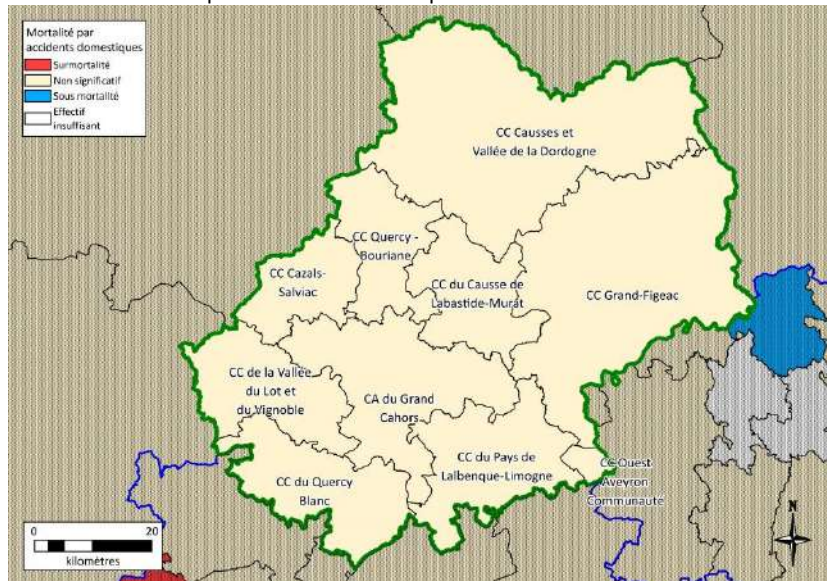 Mortalité par
accidents domestiques
Surmortalité
Non significatif
Sous mortalité
Effectif
insuffisant
CC Causses et
Vallée de la Dordogne
CC Quercy -
Bouriane
CC Cazals-
Salviac
CC du Causse de
Labastide-Murat
CC Grand-Figeac
CC de la Vallée
du Lot et
du Vignoble
CA du Grand
Cahors
CC du Pays de
Lalbenque-Limogne
CC du Quercy
Blanc
CC Ouest
Aveyron
Communauté
0 20
kilomètres
N